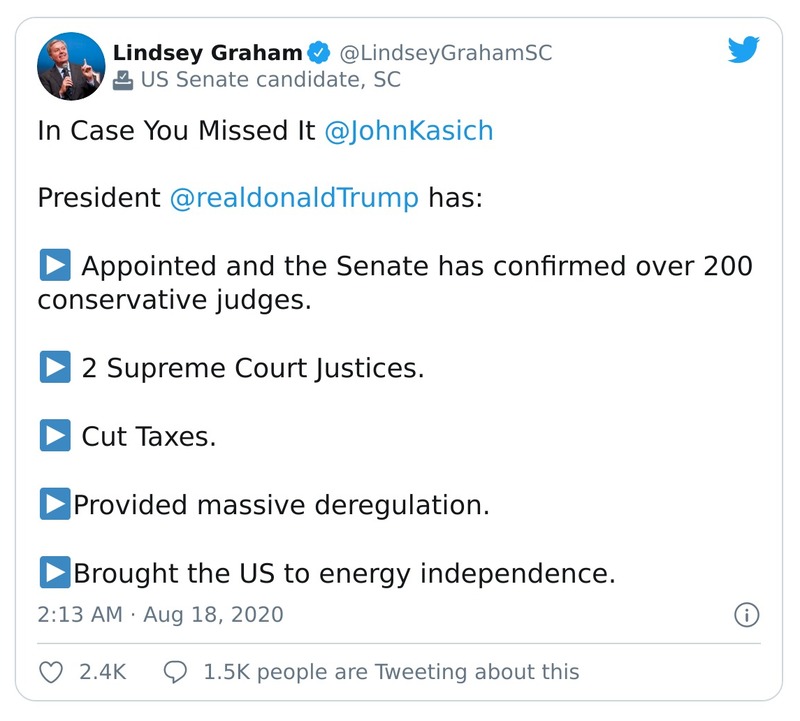 Lindsey Graham @LindseyGrahamSC
US Senate candidate, SC
In Case You Missed It @JohnKasich
President @realdonaldTrump has:
▶ Appointed and the Senate has confirmed over 200
conservative judges.
▶ 2 Supreme Court Justices.
▶ Cut Taxes.
▶Provided massive deregulation.
▶Brought the US to energy independence.
2:13 AM · Aug 18, 2020
2.4K 1.5K people are Tweeting about this